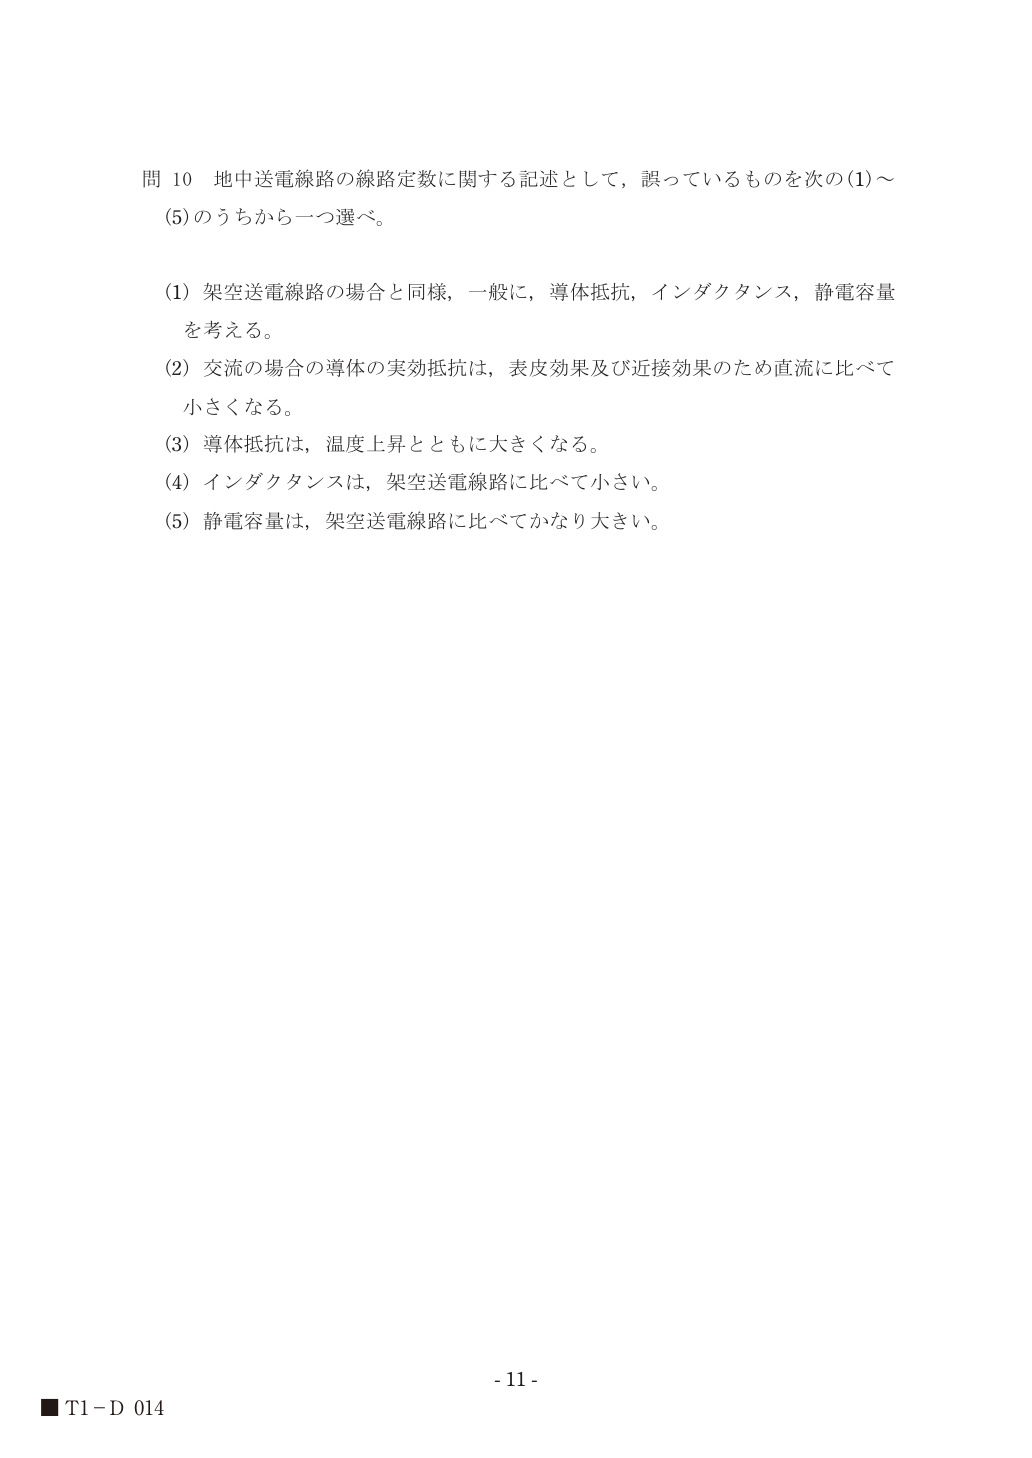 問 10　地中送電線路の線路定数に関する記述として，誤っているものを次の(1)～
(5)のうちから一つ選べ。
(1) 架空送電線路の場合と同様，一般に，導体抵抗，インダクタンス，静電容量
を考える。
(2) 交流の場合の導体の実効抵抗は，表皮効果及び近接効果のため直流に比べて
小さくなる。
(3) 導体抵抗は，温度上昇とともに大きくなる。
(4) インダクタンスは，架空送電線路に比べて小さい。
(5) 静電容量は，架空送電線路に比べてかなり大きい。
- 11 -
■ T1－D 014